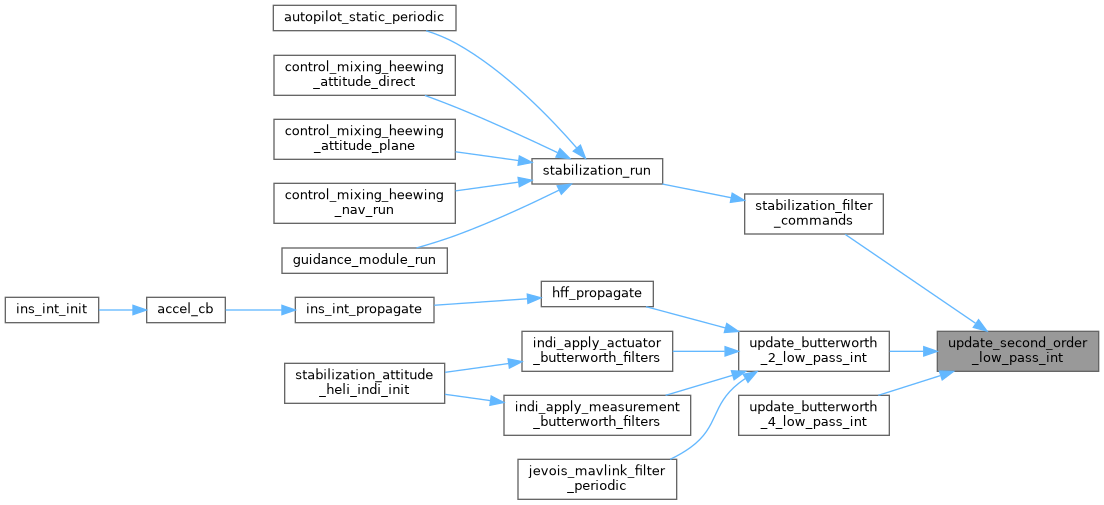 autopilot_static_periodic
control_mixing_heewing
_attitude_direct
control_mixing_heewing
_attitude_plane
control_mixing_heewing
_nav_run
guidance_module_run
stabilization_run
stabilization_filter
_commands
ins_int_init
accel_cb
ins_int_propagate
hff_propagate
indi_apply_actuator
_butterworth_filters
stabilization_attitude
_heli_indi_init
indi_apply_measurement
_butterworth_filters
jevois_mavlink_filter
_periodic
update_butterworth
_2_low_pass_int
update_butterworth
_4_low_pass_int
update_second_order
_low_pass_int